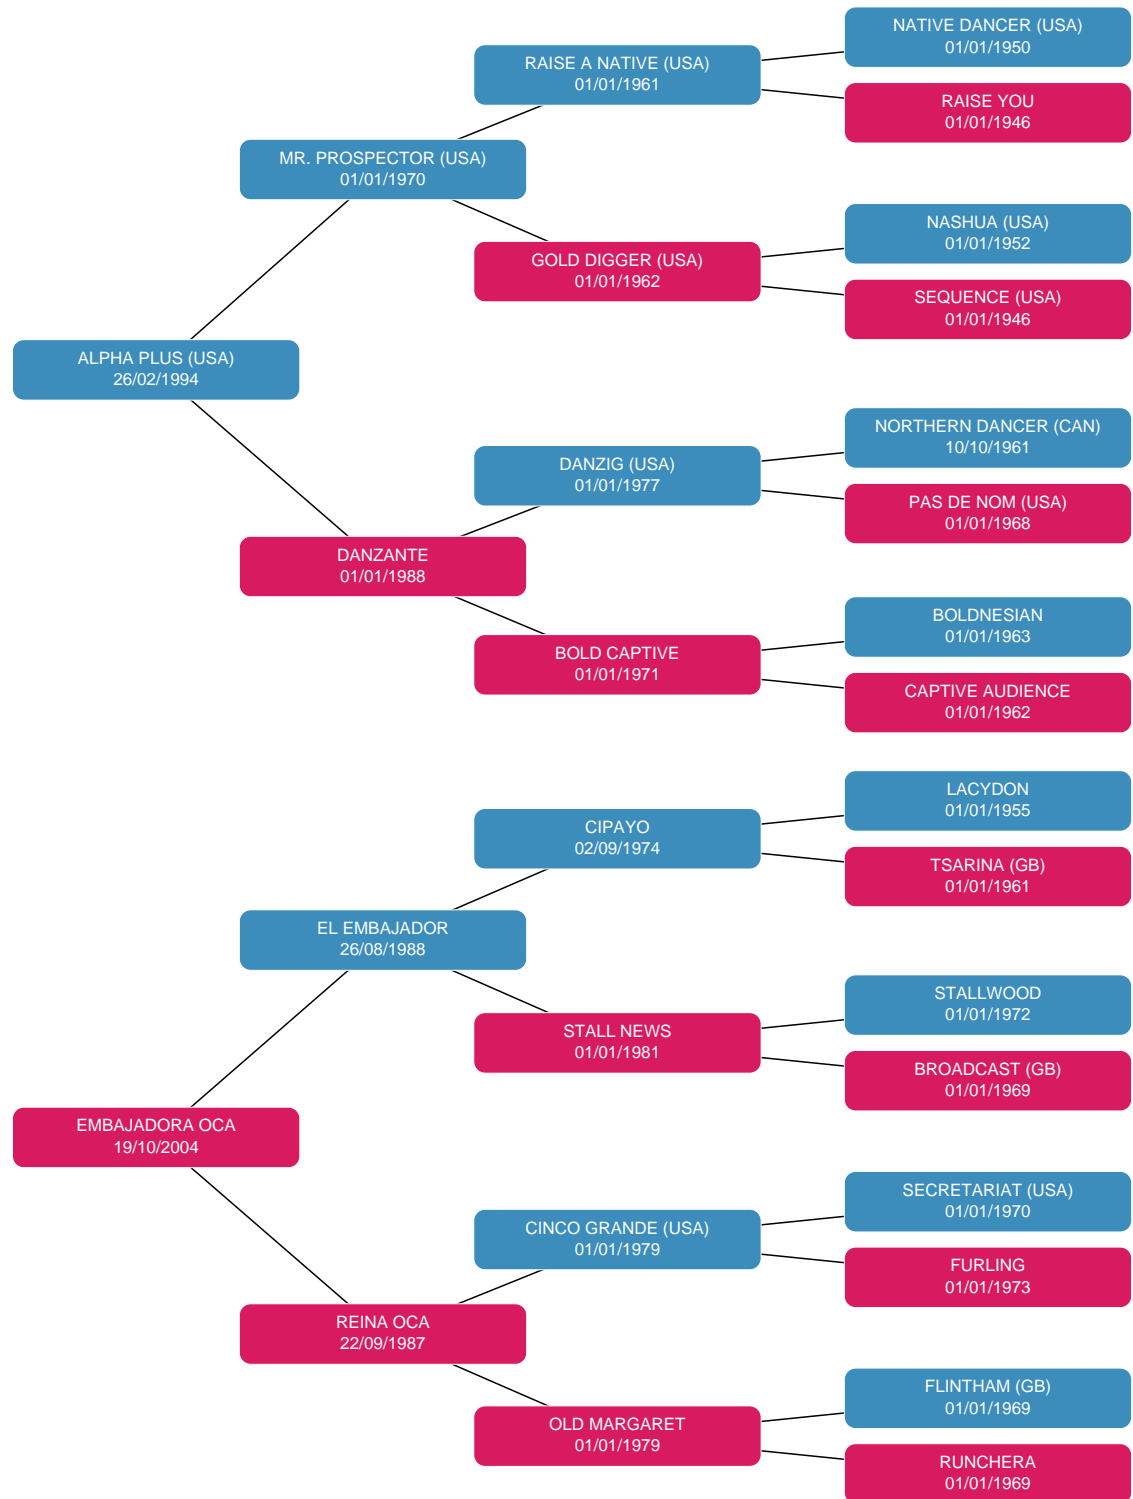 NATIVE DANCER (USA)
01/01/1950
RAISE A NATIVE (USA)
01/01/1961
RAISE YOU
01/01/1946
MR. PROSPECTOR (USA)
01/01/1970
NASHUA (USA)
01/01/1952
GOLD DIGGER (USA)
01/01/1962
SEQUENCE (USA)
01/01/1946
ALPHA PLUS (USA)
26/02/1994
NORTHERN DANCER (CAN)
10/10/1961
DANZIG (USA)
01/01/1977
PAS DE NOM (USA)
01/01/1968
DANZANTE
01/01/1988
BOLDNESIAN
01/01/1963
BOLD CAPTIVE
01/01/1971
CAPTIVE AUDIENCE
01/01/1962
LACYDON
01/01/1955
CIPAYO
02/09/1974
TSARINA (GB)
01/01/1961
EL EMBAJADOR
26/08/1988
STALLWOOD
01/01/1972
STALL NEWS
01/01/1981
BROADCAST (GB)
01/01/1969
EMBAJADORA OCA
19/10/2004
SECRETARIAT (USA)
01/01/1970
CINCO GRANDE (USA)
01/01/1979
FURLING
01/01/1973
REINA OCA
22/09/1987
FLINTHAM (GB)
01/01/1969
OLD MARGARET
01/01/1979
RUNCHERA
01/01/1969